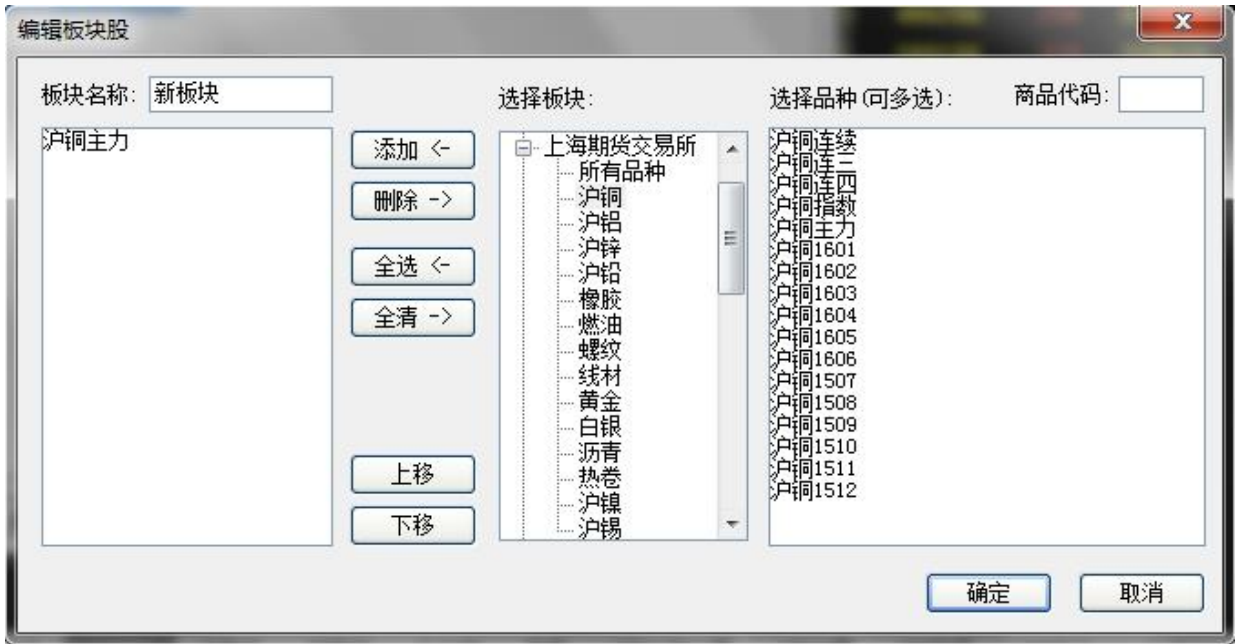 编辑板块股
板块名称: 新板块
选择板块:
选择品种(可多选):
商品代码:
沪铜主力
添加 <-
删除 ->
全选 <-
全清 ->
上移
下移
上海期货交易所
所有品种
沪铜
沪铝
沪锌
沪铅
橡胶
燃油
螺纹
线材
黄金
白银
沥青
热卷
沪镍
沪锡
沪铜连续
沪铜连三
沪铜连四
沪铜指数
沪铜主力
沪铜1601
沪铜1602
沪铜1603
沪铜1604
沪铜1605
沪铜1606
沪铜1507
沪铜1508
沪铜1509
沪铜1510
沪铜1511
沪铜1512
确定
取消